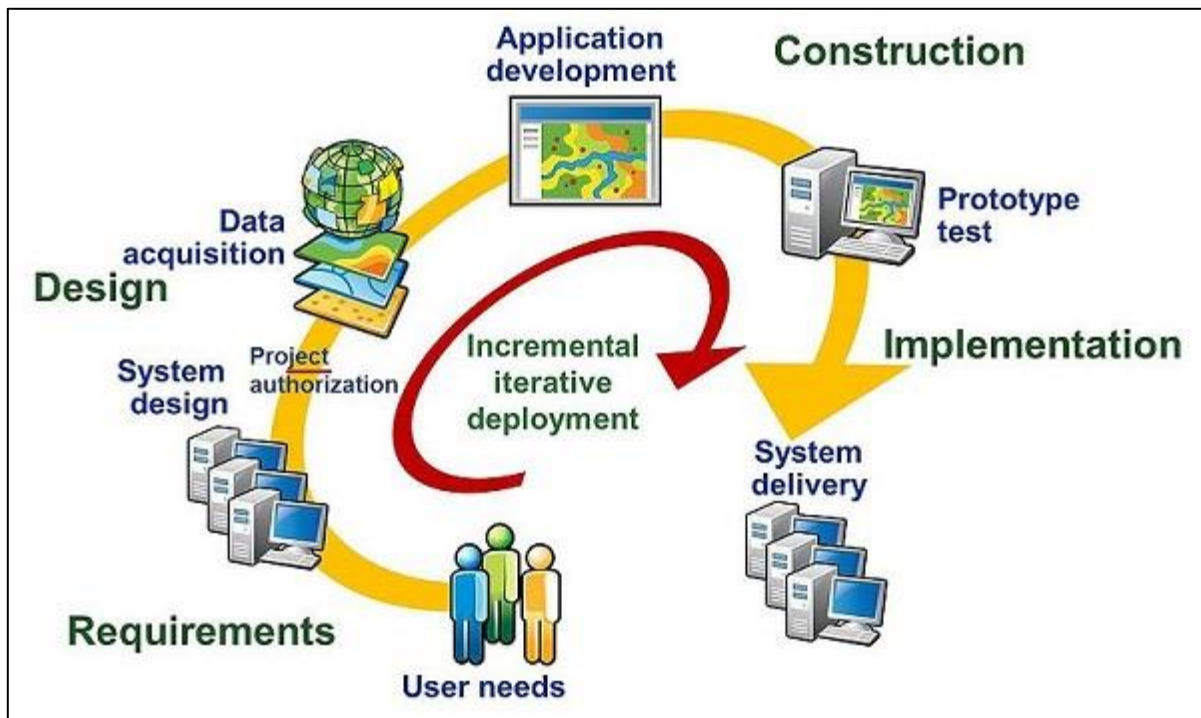 Application
development
Construction
Data
acquisition
Prototype
test
Design
Project
authorization
System
design
Incremental
iterative
deployment
Implementation
System
delivery
Requirements
User needs